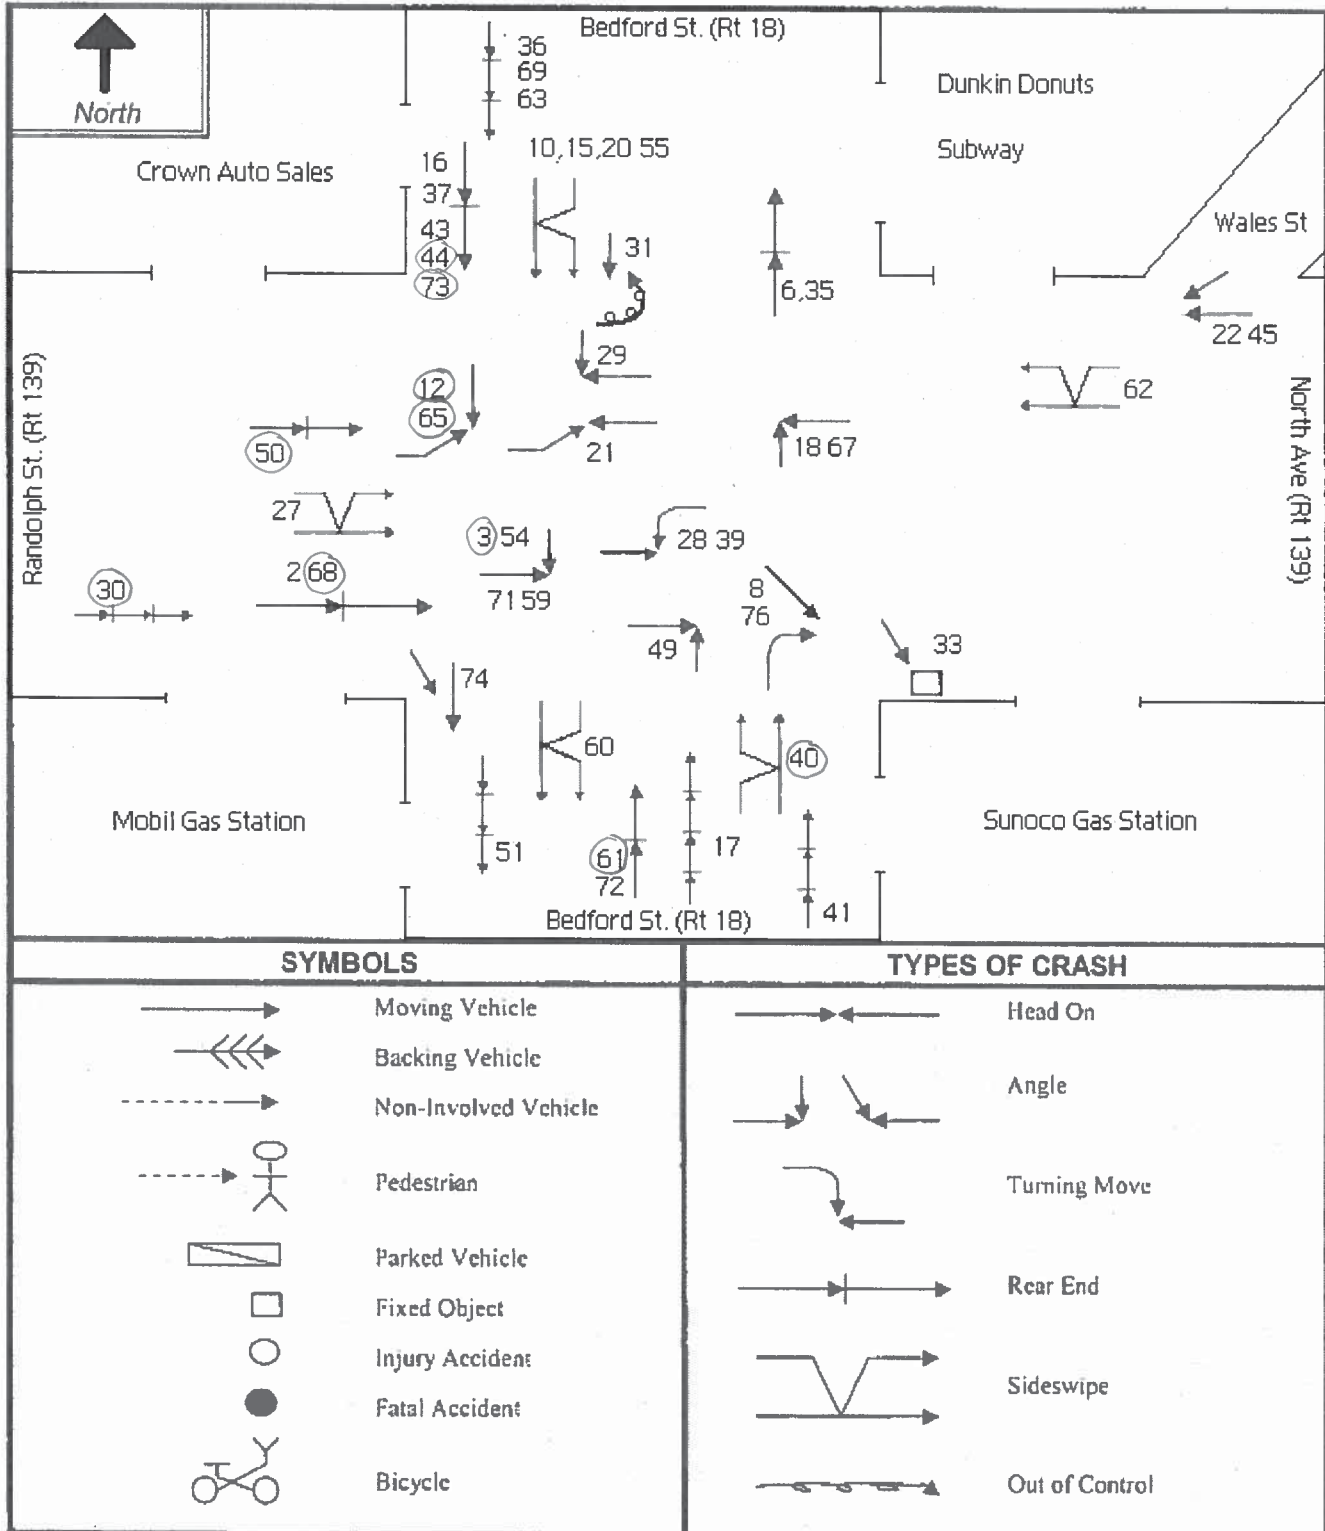 Bedford St. (Rt 18)
North
36
69
63
Dunkin Donuts
Subway
Crown Auto Sales
16
37
43
44
73
10,15,20 55
31
6,35
Wales St
22 45
29
12
65
62
50
21
18 67
Randolph St. (Rt 139)
North Ave (Rt 139)
27
3 54
28 39
30
2 68
71 59
8
76
49
33
74
60
40
Mobil Gas Station
Sunoco Gas Station
51
61
72
17
41
Bedford St. (Rt 18)
SYMBOLS
Moving Vehicle
Backing Vehicle
Non-Involved Vehicle
Pedestrian
Parked Vehicle
Fixed Object
Injury Accident
Fatal Accident
Bicycle
TYPES OF CRASH
Head On
Angle
Turning Move
Rear End
Sideswipe
Out of Control